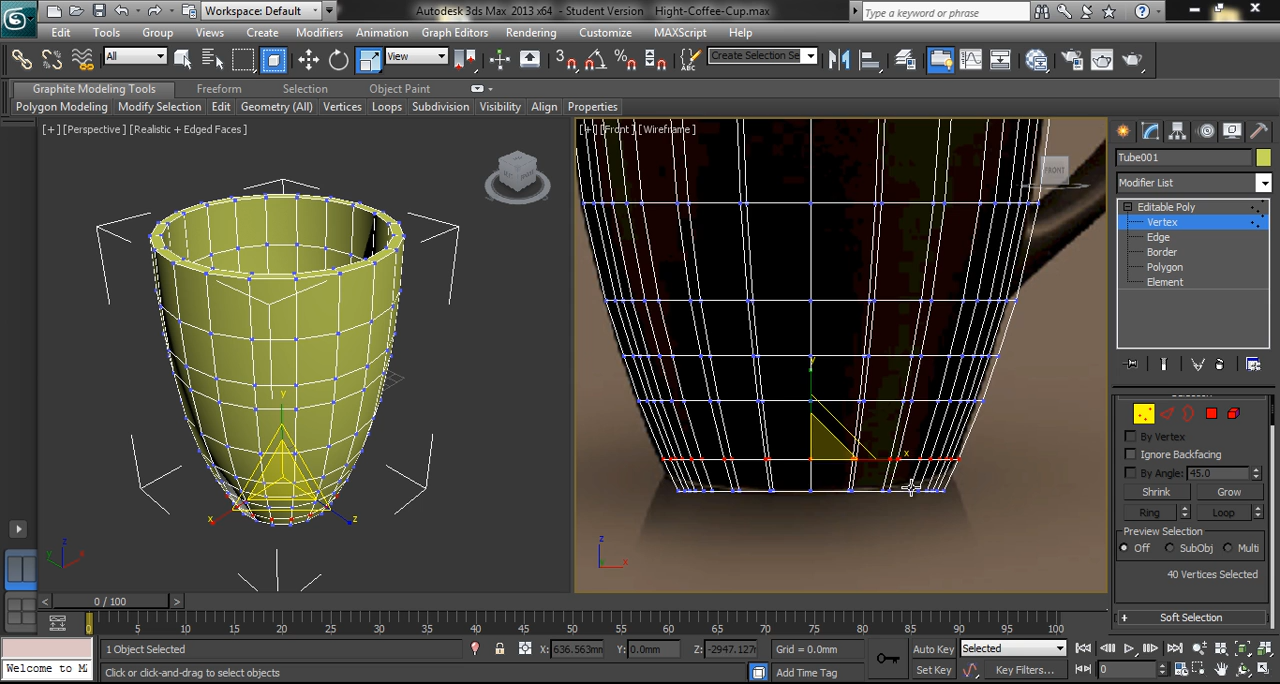 Workspace: Default
Autodesk 3ds Max 2013 x64 - Student Version Hight-Coffee-Cup.max
Type a keyword or phrase
Edit Tools Group Views Create Modifiers Animation Graph Editors Rendering Customize MAXScript Help
All
View
3
Create Selection Se
Graphite Modeling Tools Freeform Selection Object Paint
Polygon Modeling Modify Selection Edit Geometry (All) Vertices Loops Subdivision Visibility Align Properties
[+] [Perspective] [Realistic + Edged Faces]
[+] [Front] [Wireframe]
FRONT
Tube001
Modifier List
Editable Poly
Vertex
Edge
Border
Polygon
Element
Selection
By Vertex
Ignore Backfacing
By Angle: 45.0
Shrink Grow
Ring Loop
Preview Selection
Off SubObj Multi
40 Vertices Selected
Soft Selection
y
x
z
y
x
z
y x
z
x
0 / 100
0 5 10 15 20 25 30 35 40 45 50 55 60 65 70 75 80 85 90 95 100
1 Object Selected
X: 636.563mm Y: 0.0mm Z: -2947.127m
Grid = 0.0mm
Auto Key Selected
Welcome to M
Click or click-and-drag to select objects
Add Time Tag
Set Key Key Filters...
0